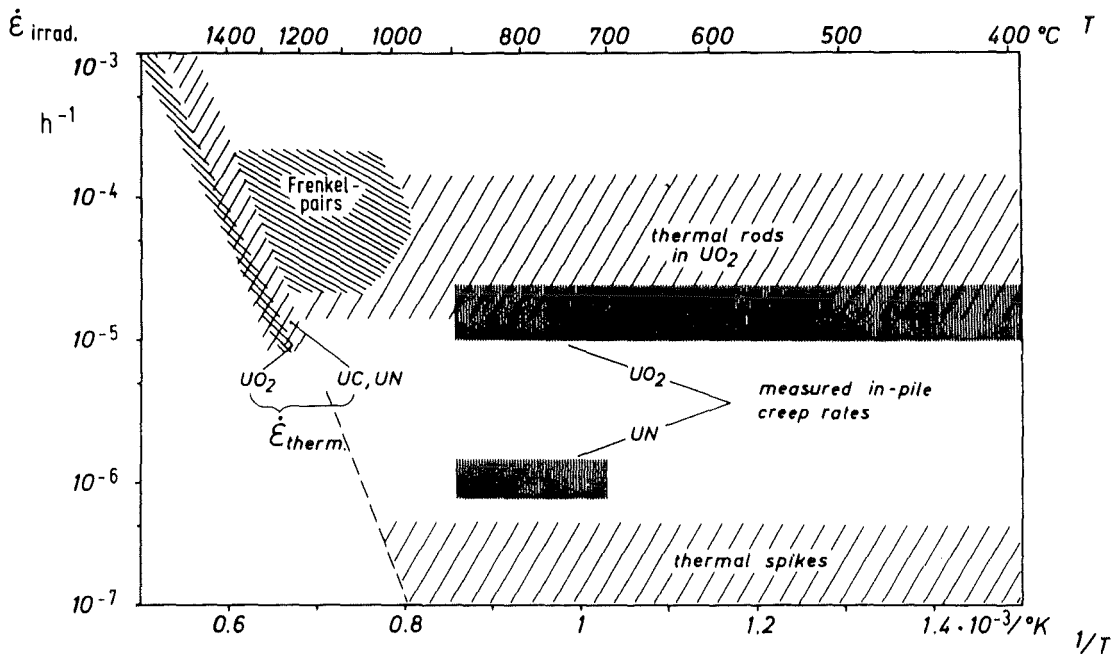 ε̇ irrad.
1400 1200 1000 800 700 600 500 400 °C T
10⁻³
h⁻¹
10⁻⁴
10⁻⁵
10⁻⁶
10⁻⁷
Frenkel-
pairs
thermal rods
in UO₂
UO₂ UC, UN
ε̇ therm.
UO₂
UN
measured in-pile
creep rates
thermal spikes
0.6 0.8 1 1.2 1.4 · 10⁻³/°K
1/T